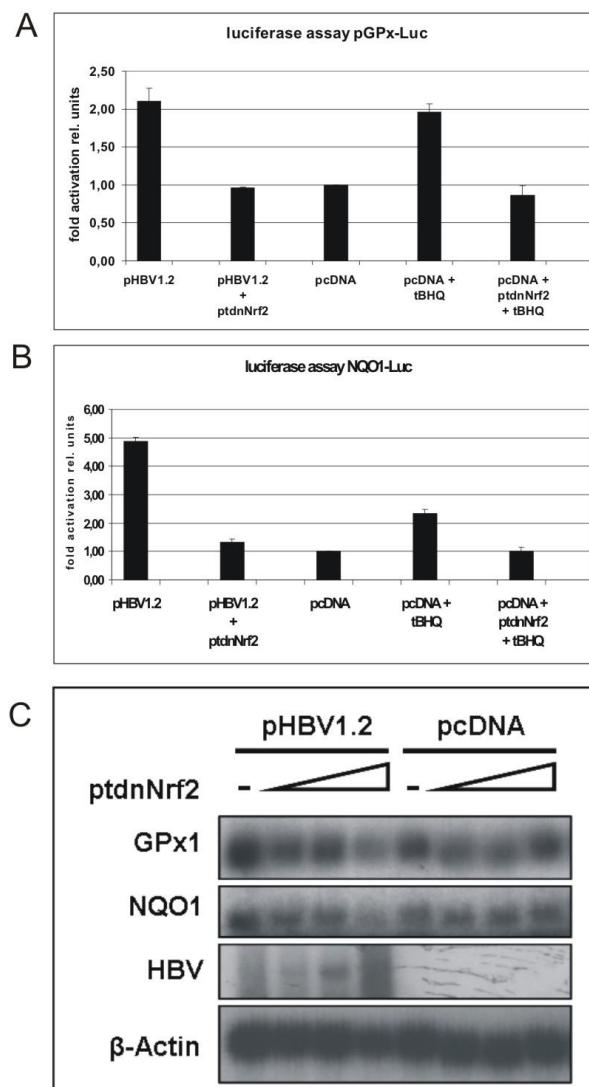 A
luciferase assay pGPx-Luc
fold activation rel. units
2,50
2,00
1,50
1,00
0,50
0,00
pHBV1.2
pHBV1.2
+
ptdnNrf2
pcDNA
pcDNA +
tBHQ
pcDNA +
ptdnNrf2
+ tBHQ
B
luciferase assay NQO1-Luc
fold activation rel. units
6,00
5,00
4,00
3,00
2,00
1,00
0,00
pHBV1.2
pHBV1.2
+
ptdnNrf2
pcDNA
pcDNA +
tBHQ
pcDNA +
ptdnNrf2
+ tBHQ
C
pHBV1.2 pcDNA
ptdnNrf2 - -
GPx1
NQO1
HBV
β-Actin